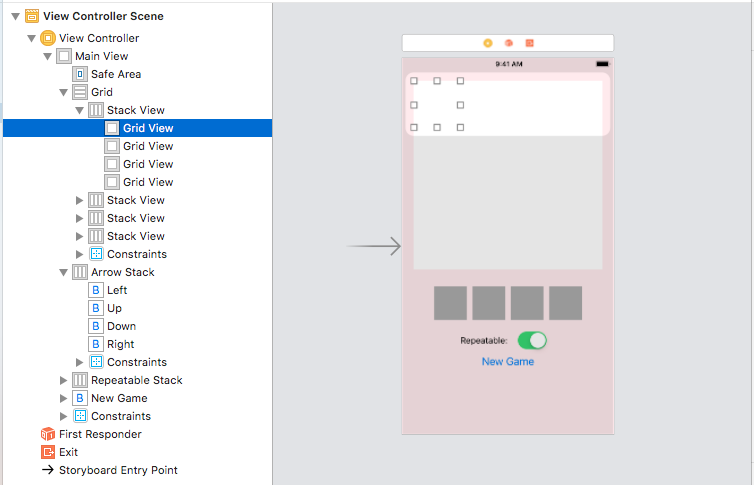 View Controller Scene
View Controller
Main View
Safe Area
Grid
Stack View
Grid View
Grid View
Grid View
Grid View
Stack View
Stack View
Stack View
Constraints
Arrow Stack
B Left
B Up
B Down
B Right
Constraints
Repeatable Stack
B New Game
Constraints
First Responder
Exit
Storyboard Entry Point
9:41 AM
Repeatable:
New Game